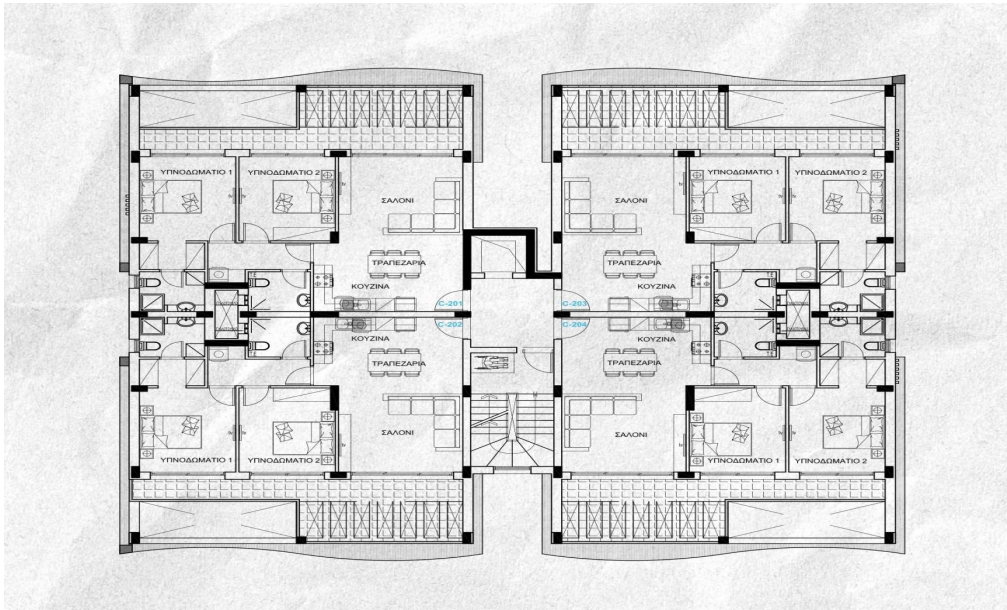 ΥΠΝΟΔΩΜΑΤΙΟ 1
ΥΠΝΟΔΩΜΑΤΙΟ 2
ΣΑΛΟΝΙ
ΤΡΑΠΕΖΑΡΙΑ
ΚΟΥΖΙΝΑ
C-201
ΣΑΛΟΝΙ
ΥΠΝΟΔΩΜΑΤΙΟ 1
ΥΠΝΟΔΩΜΑΤΙΟ 2
ΤΡΑΠΕΖΑΡΙΑ
ΚΟΥΖΙΝΑ
C-203
C-202
ΚΟΥΖΙΝΑ
ΤΡΑΠΕΖΑΡΙΑ
ΣΑΛΟΝΙ
ΥΠΝΟΔΩΜΑΤΙΟ 1
ΥΠΝΟΔΩΜΑΤΙΟ 2
C-204
ΚΟΥΖΙΝΑ
ΤΡΑΠΕΖΑΡΙΑ
ΣΑΛΟΝΙ
ΥΠΝΟΔΩΜΑΤΙΟ 1
ΥΠΝΟΔΩΜΑΤΙΟ 2